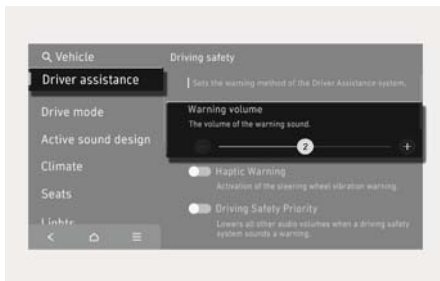 Vehicle
Driving safety
Driver assistance
Sets the warning method of the Driver Assistance system.
Drive mode
Warning volume
The volume of the warning sound.
Active sound design
2
Climate
Haptic Warning
Activation of the steering wheel vibration warning.
Seats
Driving Safety Priority
Lowers all other audio volumes when a driving safety
system sounds a warning.
Lights